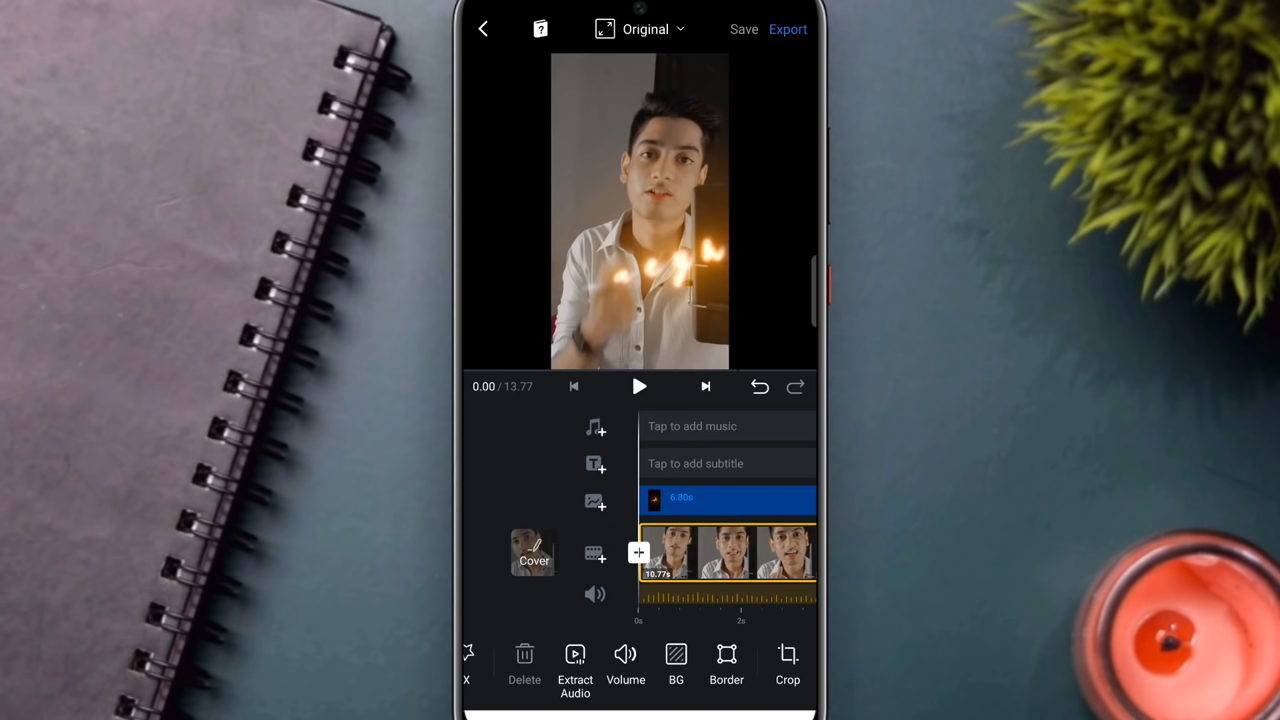 Original
Save
Export
0.00 / 13.77
Tap to add music
Tap to add subtitle
6.80s
Cover
10.77s
0s
2s
X
Delete
Extract Audio
Volume
BG
Border
Crop